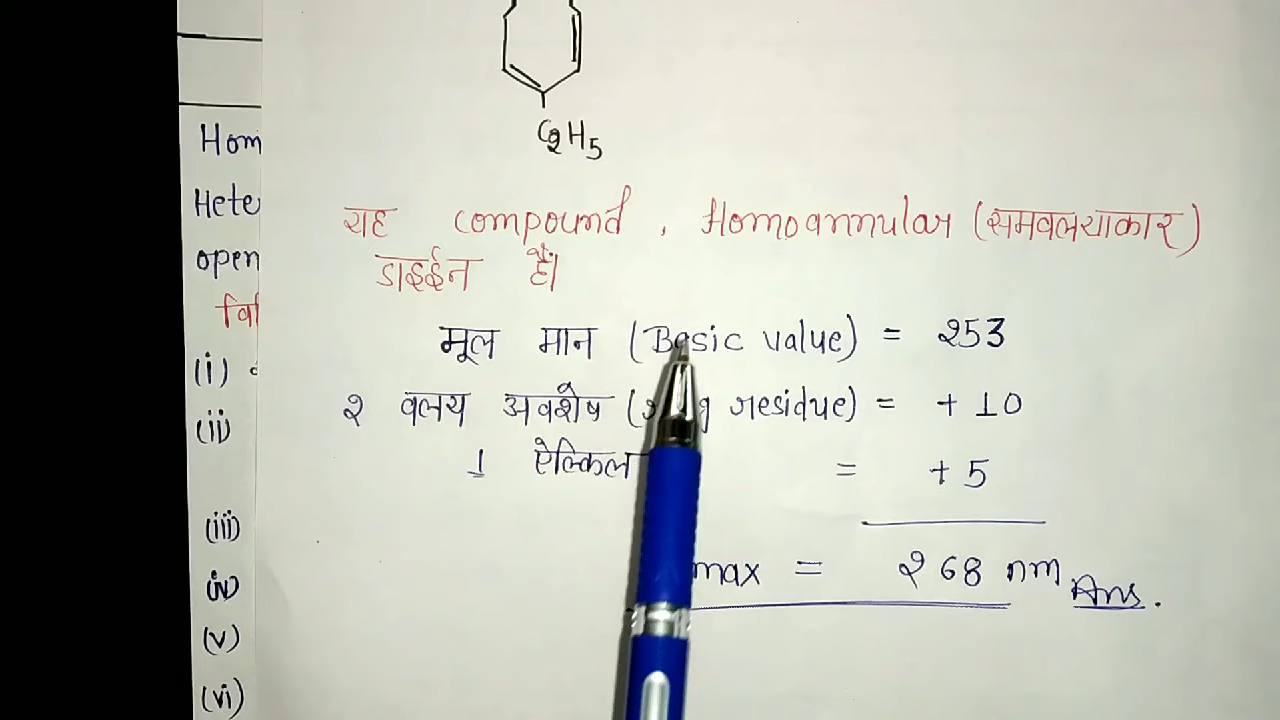 C2H5
यह compound, Homoannular (समवलयाकार)
डाइईन है।
मूल मान (Basic value) = 253
2 वलय अवशेष ( residue) = + 10
1 ऐल्किल = + 5
max = 268 nm Ans.
Hom
Hete
open
वि
(i)
(ii)
(iii)
(iv)
(v)
(vi)